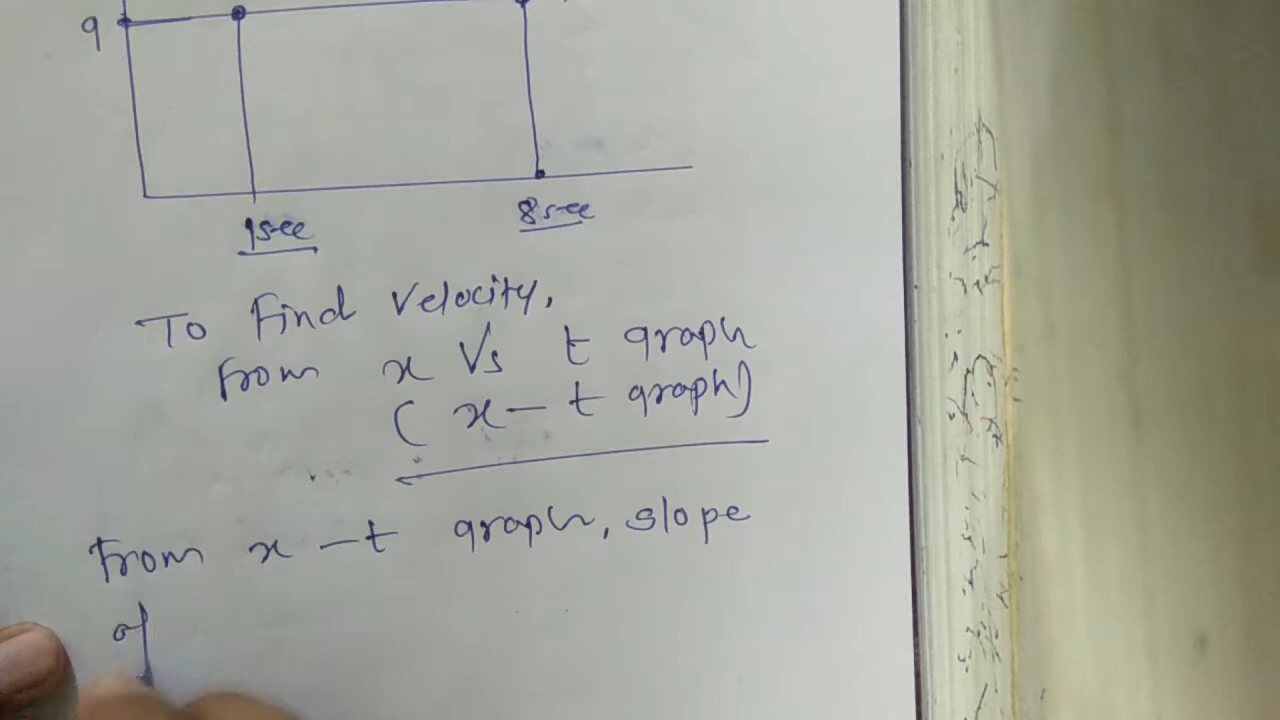 9
1sec
8sec
To Find Velocity,
From x Vs t graph
(x-t graph)
From x-t graph, slope
of